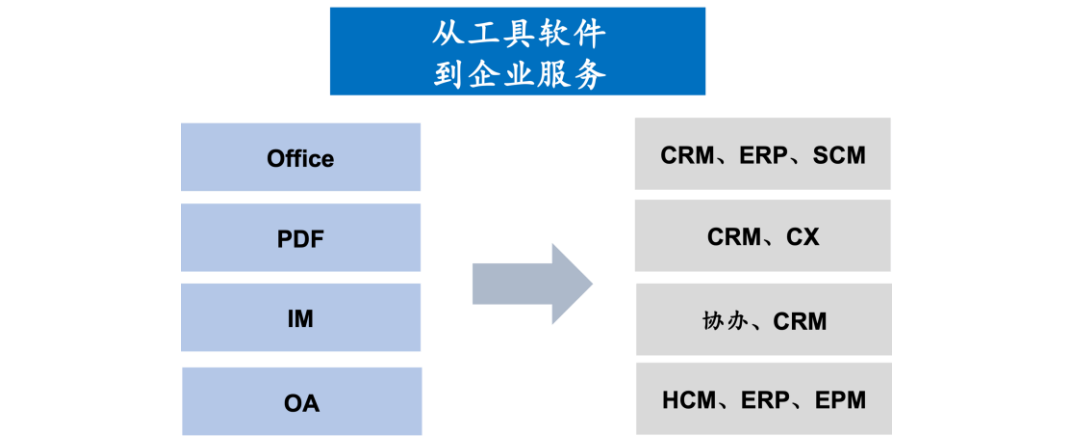 从工具软件
到企业服务
Office
CRM、ERP、SCM
PDF
CRM、CX
IM
协办、CRM
OA
HCM、ERP、EPM